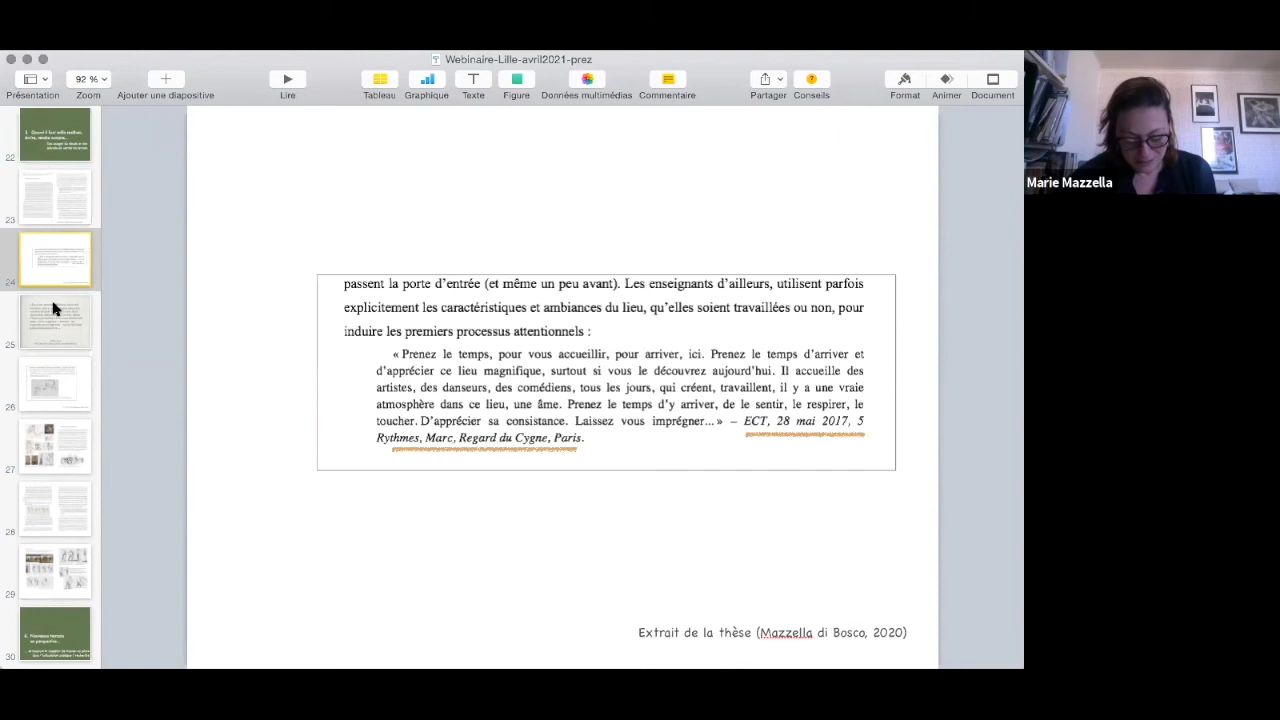 Webinaire-Lille-avril2021-prez
92 %
Présentation Zoom Ajouter une diapositive Lire Tableau Graphique Texte Figure Données multimédias Commentaire Partager Conseils Format Animer Document
Marie Mazzella
22
23
24
25
26
27
28
29
30
passent la porte d'entrée (et même un peu avant). Les enseignants d'ailleurs, utilisent parfois
explicitement les caractéristiques et ambiances du lieu, qu'elles soient travaillées ou non, pour
induire les premiers processus attentionnels :
« Prenez le temps, pour vous accueillir, pour arriver, ici. Prenez le temps d'arriver et
d'apprécier ce lieu magnifique, surtout si vous le découvrez aujourd'hui. Il accueille des
artistes, des danseurs, des comédiens, tous les jours, qui créent, travaillent, il y a une vraie
atmosphère dans ce lieu, une âme. Prenez le temps d'y arriver, de le sentir, le respirer, le
toucher. D'apprécier sa consistance. Laissez vous imprégner... » – ECT, 28 mai 2017, 5
Rythmes, Marc, Regard du Cygne, Paris.
Extrait de la thèse (Mazzella di Bosco, 2020)